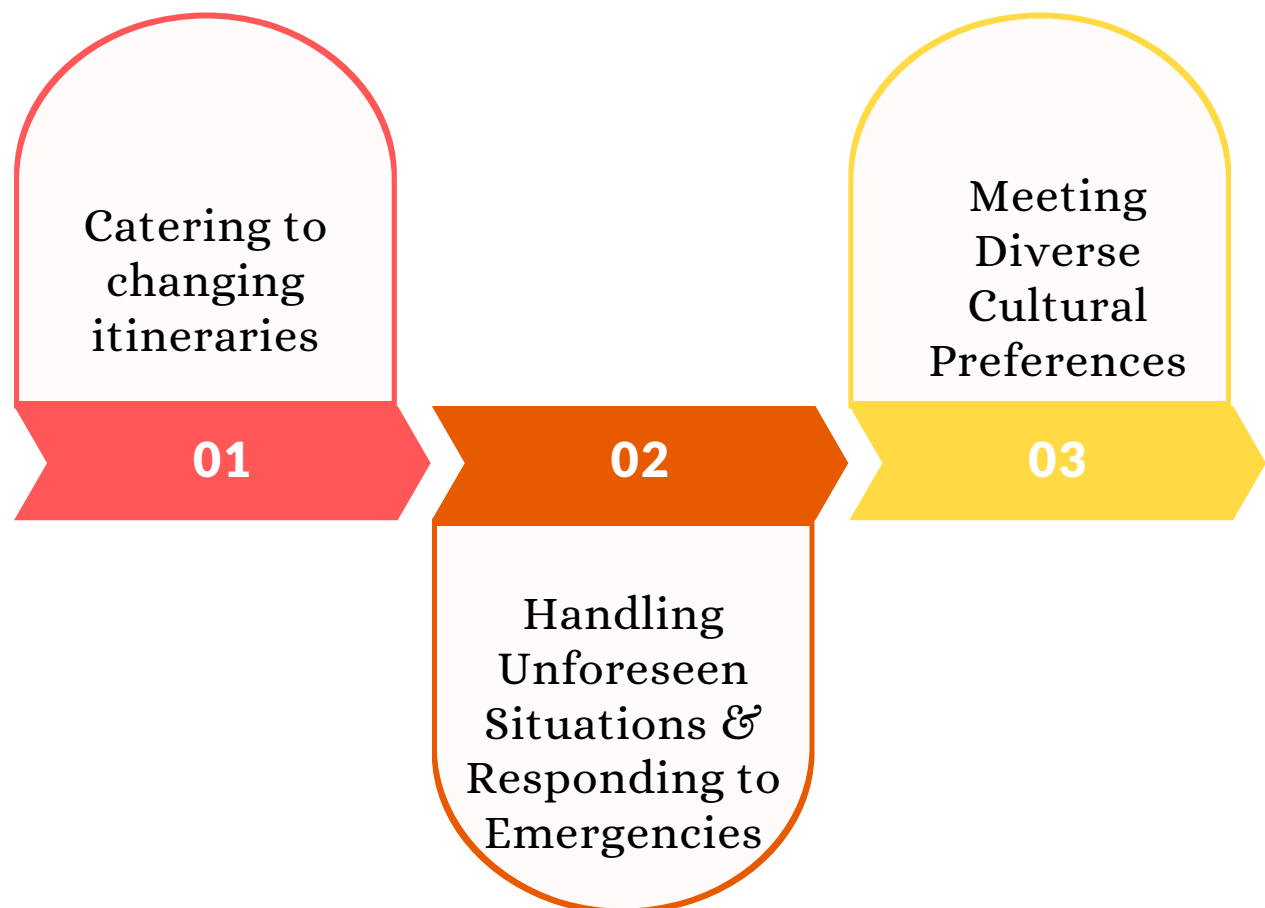 Catering to
changing
itineraries
01
02
Handling
Unforeseen
Situations &
Responding to
Emergencies
Meeting
Diverse
Cultural
Preferences
03